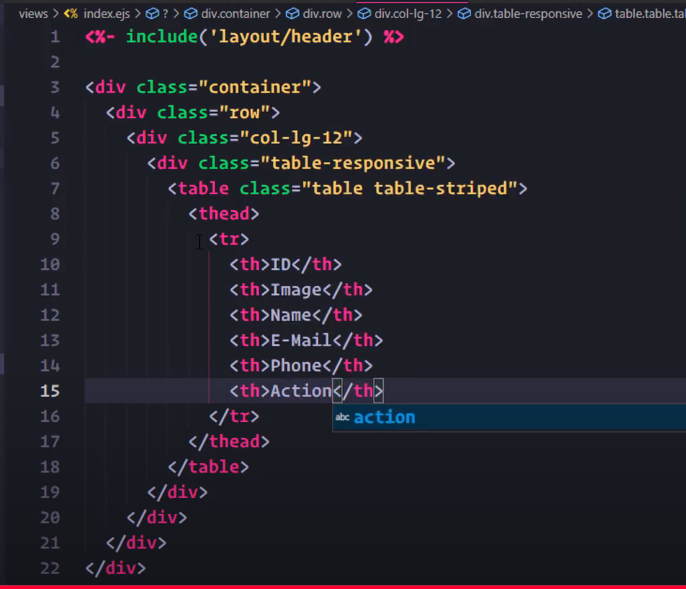 views > index.ejs > ? > div.container > div.row > div.col-lg-12 > div.table-responsive > table.table.ta
1 <%- include('layout/header') %>
2
3 <div class="container">
4   <div class="row">
5     <div class="col-lg-12">
6       <div class="table-responsive">
7         <table class="table table-striped">
8           <thead>
9             <tr>
10               <th>ID</th>
11               <th>Image</th>
12               <th>Name</th>
13               <th>E-Mail</th>
14               <th>Phone</th>
15               <th>Action</th>
abc action
16             </tr>
17           </thead>
18         </table>
19       </div>
20     </div>
21   </div>
22 </div>